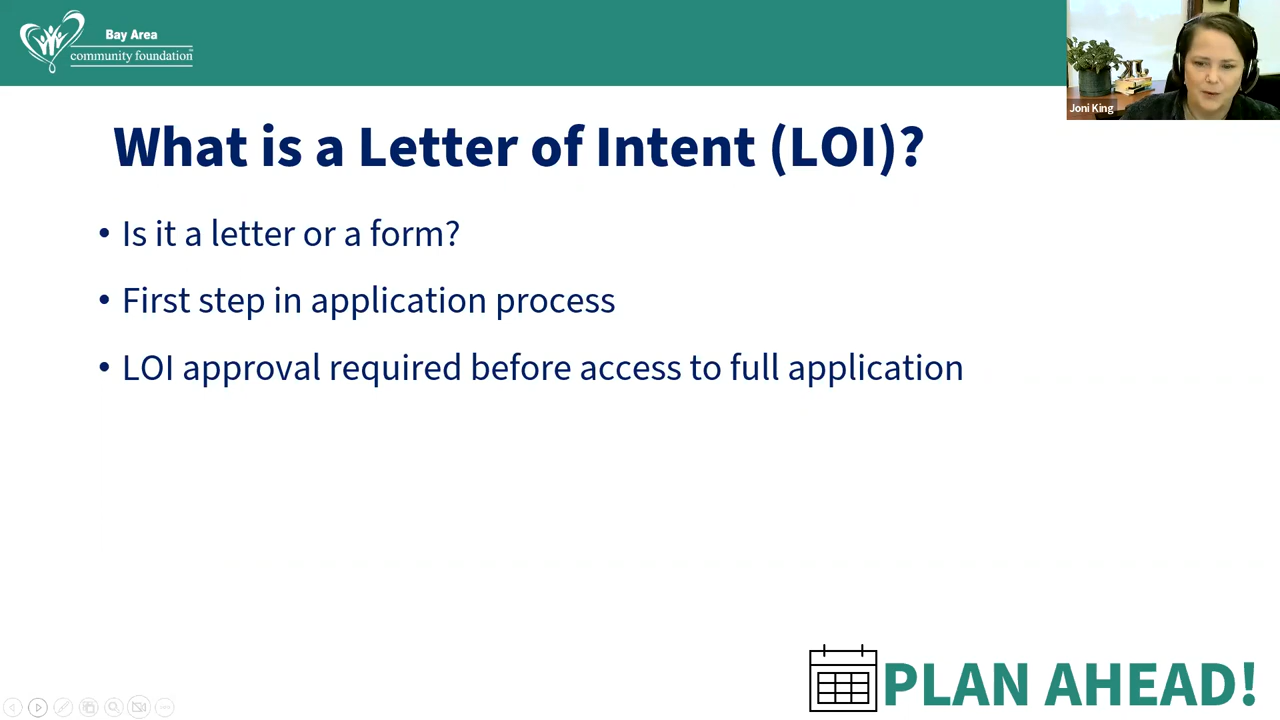 Bay Area
community foundation
Joni King
What is a Letter of Intent (LOI)?
• Is it a letter or a form?
• First step in application process
• LOI approval required before access to full application
PLAN AHEAD!